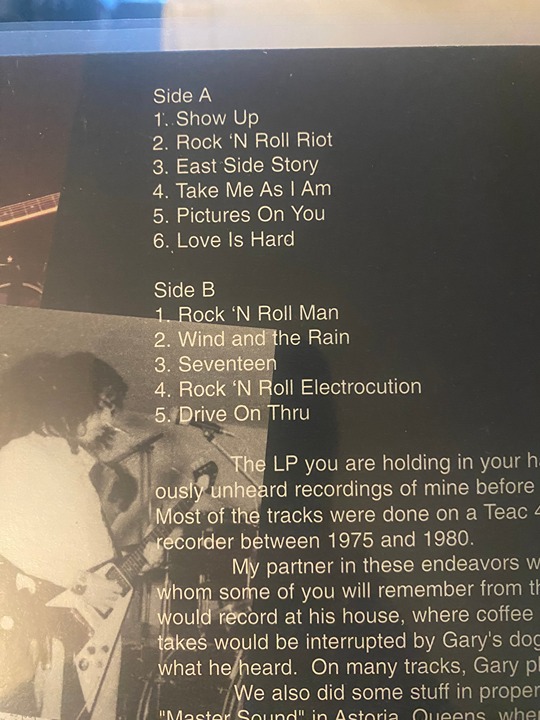 Side A
1. Show Up
2. Rock ‘N Roll Riot
3. East Side Story
4. Take Me As I Am
5. Pictures On You
6. Love Is Hard
Side B
1. Rock ‘N Roll Man
2. Wind and the Rain
3. Seventeen
4. Rock ‘N Roll Electrocution
5. Drive On Thru
The LP you are holding in your
ously unheard recordings of mine before
Most of the tracks were done on a Teac
recorder between 1975 and 1980.
My partner in these endeavors
whom some of you will remember from
would record at his house, where coffee
takes would be interrupted by Gary's dog
what he heard. On many tracks, Gary
We also did some stuff in proper
"Master Sound" in Astoria, Queens,